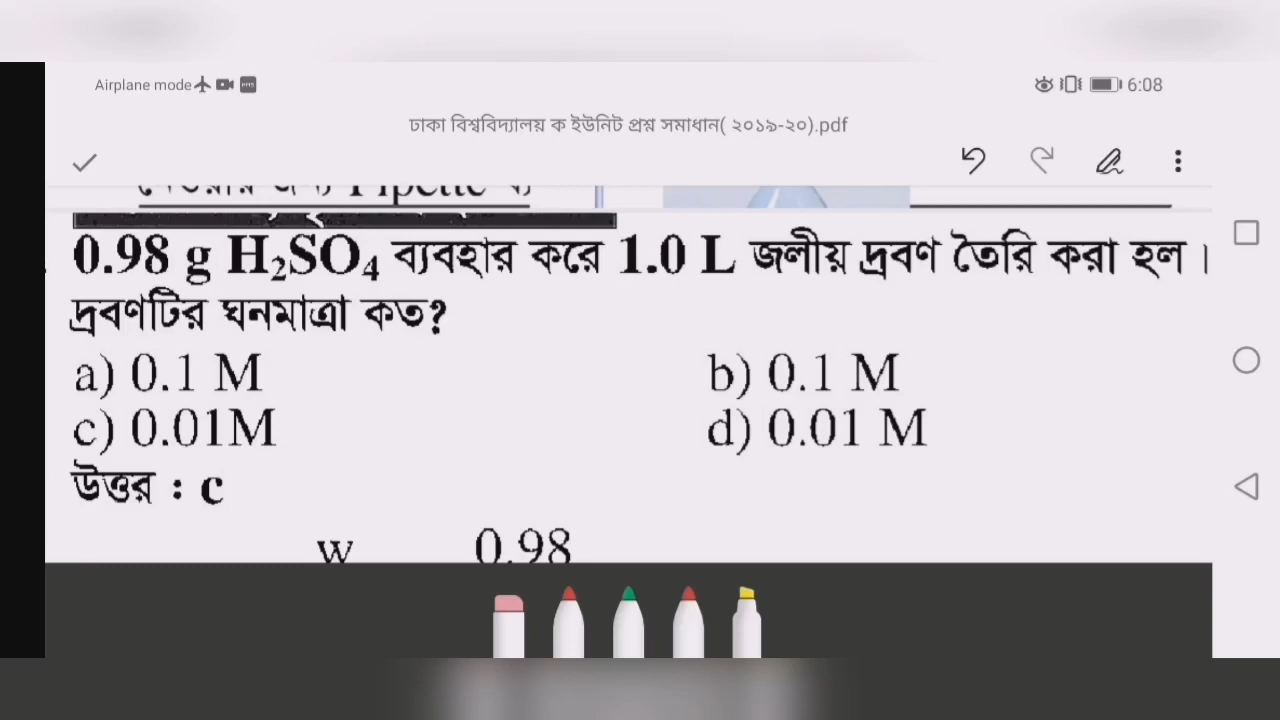 Airplane mode
6:08
ঢাকা বিশ্ববিদ্যালয় ক ইউনিট প্রশ্ন সমাধান( ২০১৯-২০).pdf
Pipette
0.98 g H₂SO₄ ব্যবহার করে 1.0 L জলীয় দ্রবণ তৈরি করা হল।
দ্রবণটির ঘনমাত্রা কত?
a) 0.1 M b) 0.1 M
c) 0.01M d) 0.01 M
উত্তর : c
w 0.98